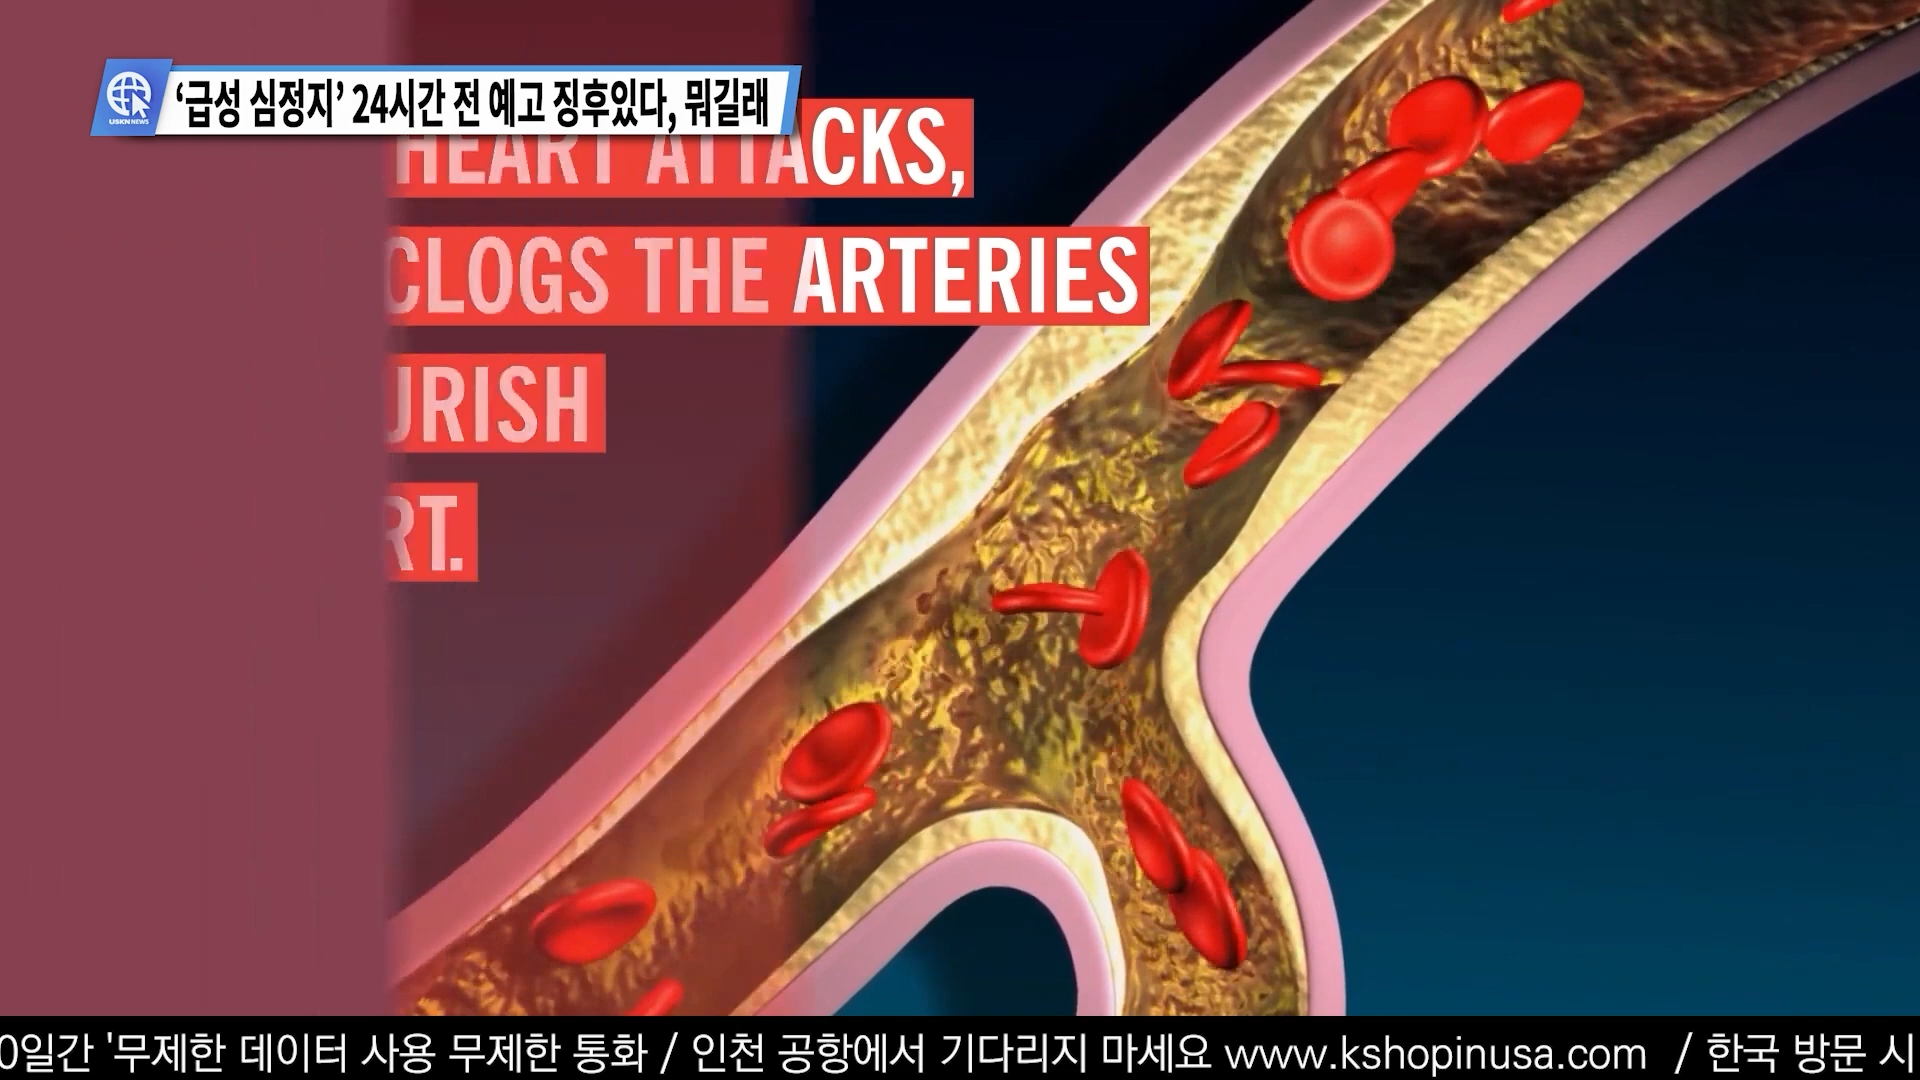 ‘급성 심정지’ 24시간 전 예고 징후있다, 뭐길래
USKN NEWS
HEART ATTACKS,
CLOGS THE ARTERIES
URISH
RT.
0일간 '무제한 데이터 사용 무제한 통화 / 인천 공항에서 기다리지 마세요 www.kshopinusa.com / 한국 방문 시